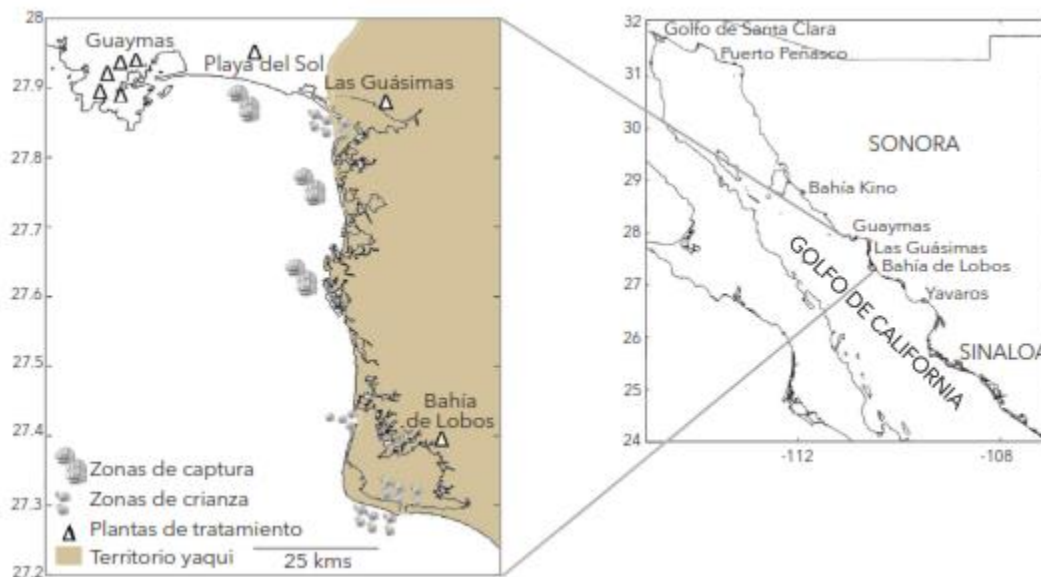 28
27.9
27.8
27.7
27.6
27.5
27.4
27.3
27.2
Guaymas
Playa del Sol
Las Guásimas
Bahía
de Lobos
Zonas de captura
Zonas de crianza
Plantas de tratamiento
Territorio yaqui
25 kms
32
31
30
29
28
27
26
25
24
Golfo de Santa Clara
Puerto Peñasco
SONORA
Bahía Kino
Guaymas
Las Guásimas
Bahía de Lobos
Yavaros
GOLFO DE CALIFORNIA
SINALOA
-112
-108